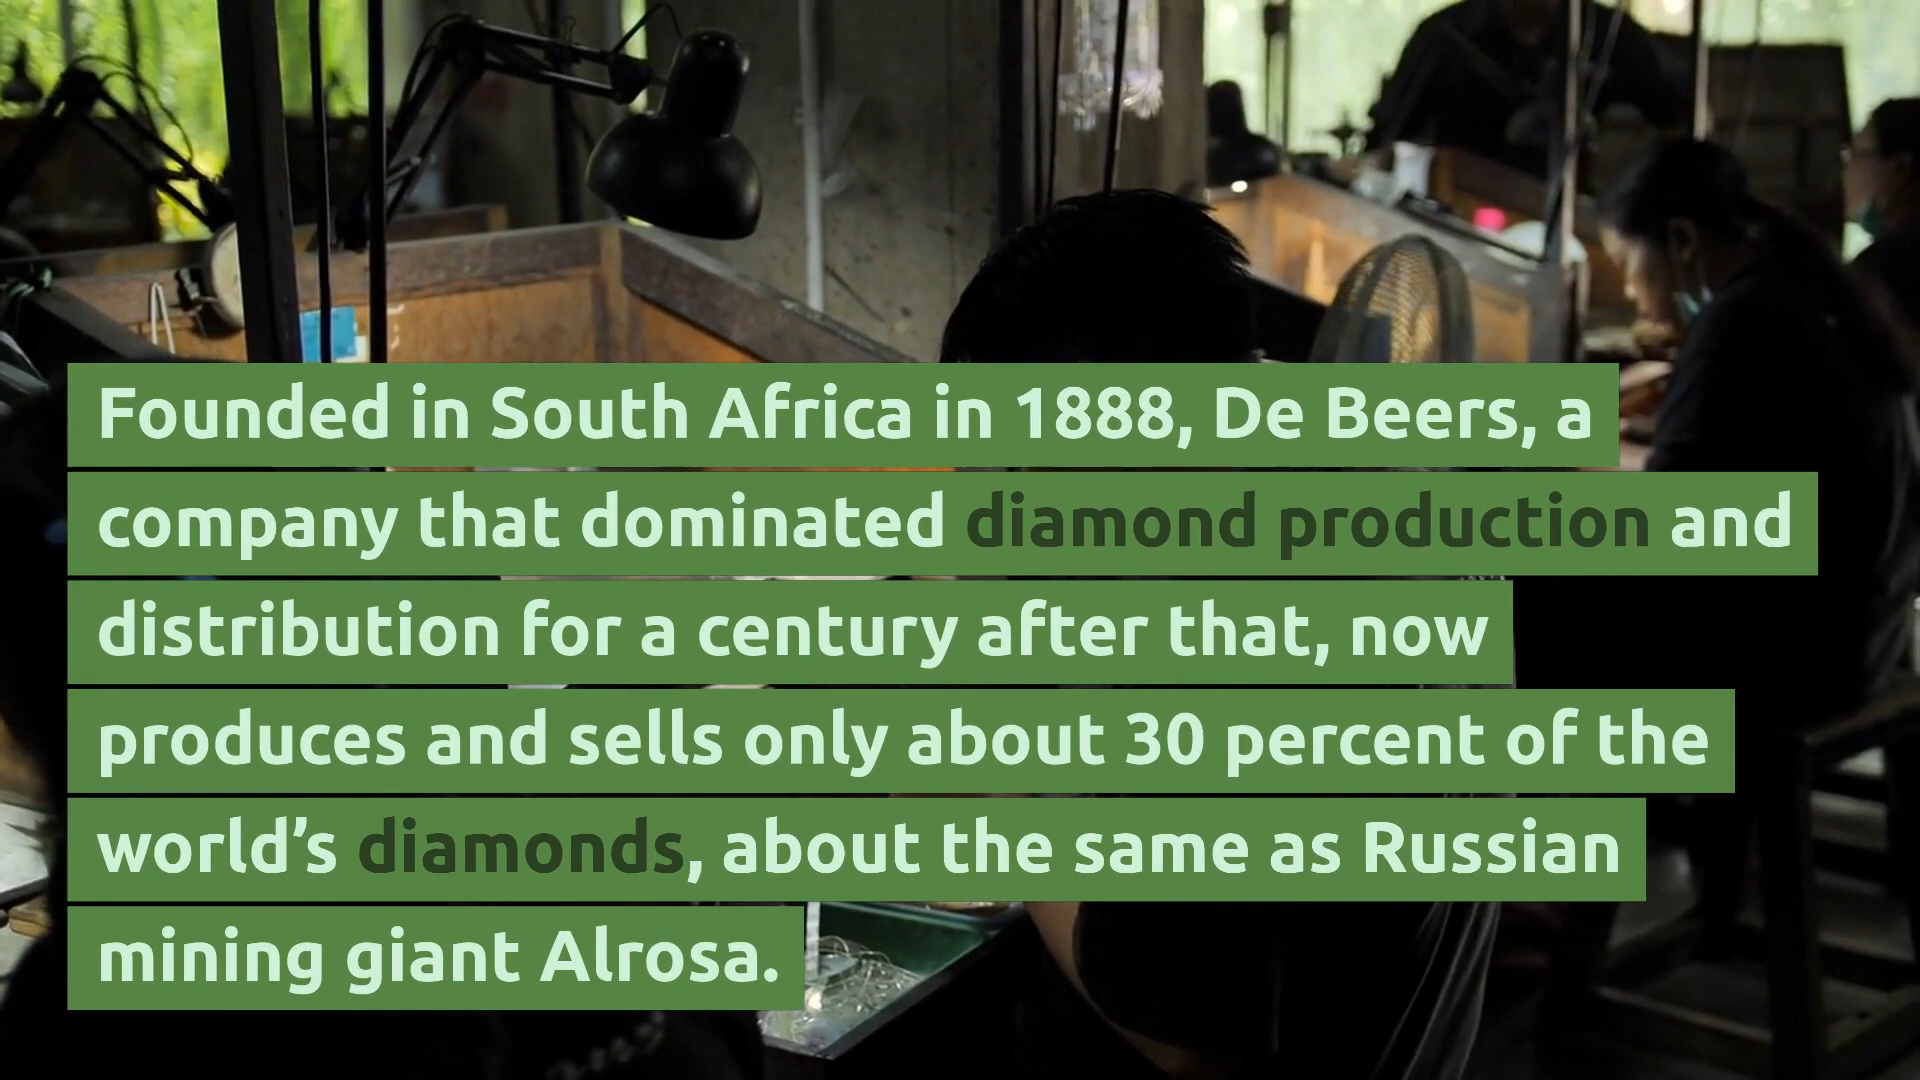 Founded in South Africa in 1888, De Beers, a
company that dominated diamond production and
distribution for a century after that, now
produces and sells only about 30 percent of the
world’s diamonds, about the same as Russian
mining giant Alrosa.